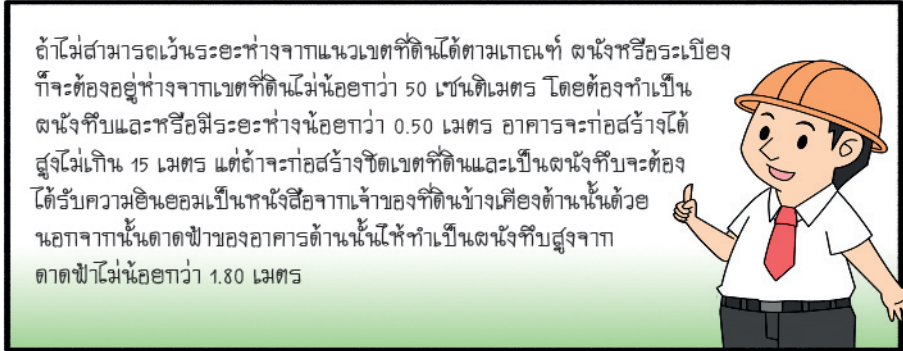 ถ้าไม่สามารถเว้นระยะห่างจากแนวเขตที่ดินได้ตามเกณฑ์ ผนังหรือระเบียง
ก็จะต้องอยู่ห่างจากเขตที่ดินไม่น้อยกว่า 50 เซนติเมตร โดยต้องทำเป็น
ผนังทึบและหรือมีระยะห่างน้อยกว่า 0.50 เมตร อาคารจะก่อสร้างได้
สูงไม่เกิน 15 เมตร แต่ถ้าจะก่อสร้างชิดเขตที่ดินและเป็นผนังทึบจะต้อง
ได้รับความยินยอมเป็นหนังสือจากเจ้าของที่ดินข้างเคียงด้านนั้นด้วย
นอกจากนั้นดาดฟ้าของอาคารด้านนั้นให้ทำเป็นผนังทึบสูงจาก
ดาดฟ้าไม่น้อยกว่า 1.80 เมตร